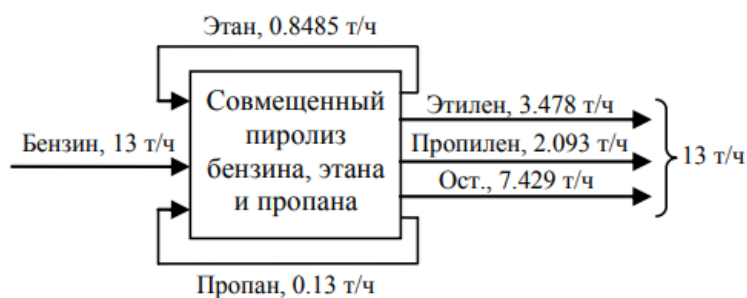 Этан, 0.8485 т/ч
Совмещенный
пиролиз
бензина, этана
и пропана
Бензин, 13 т/ч
Этилен, 3.478 т/ч
Пропилен, 2.093 т/ч
Ост., 7.429 т/ч
13 т/ч
Пропан, 0.13 т/ч